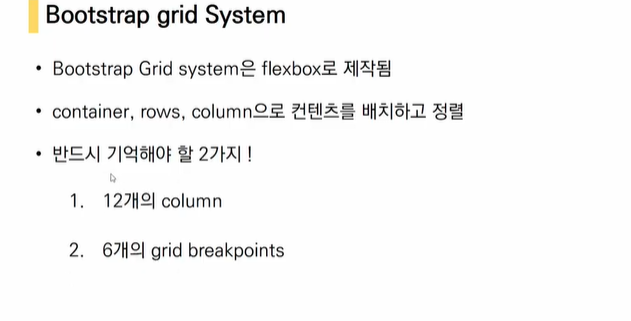 Bootstrap grid System
• Bootstrap Grid system은 flexbox로 제작됨
• container, rows, column으로 컨텐츠를 배치하고 정렬
• 반드시 기억해야 할 2가지 !
1. 12개의 column
2. 6개의 grid breakpoints